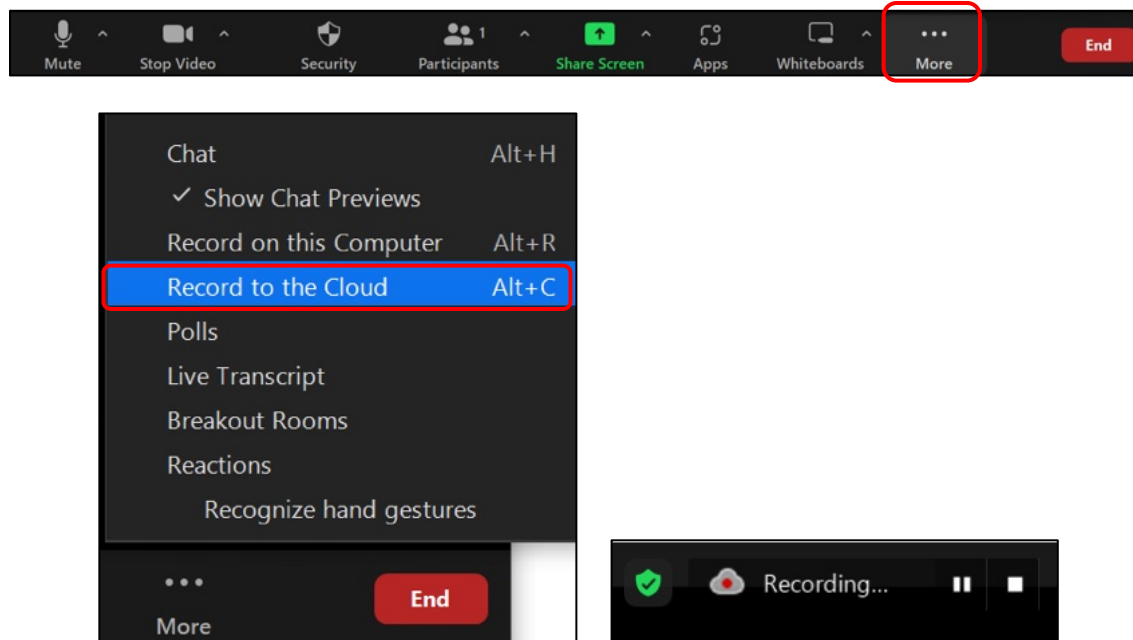 1
Mute Stop Video Security Participants Share Screen Apps Whiteboards More End
Chat Alt+H
Show Chat Previews
Record on this Computer Alt+R
Record to the Cloud Alt+C
Polls
Live Transcript
Breakout Rooms
Reactions
Recognize hand gestures
More End
Recording...